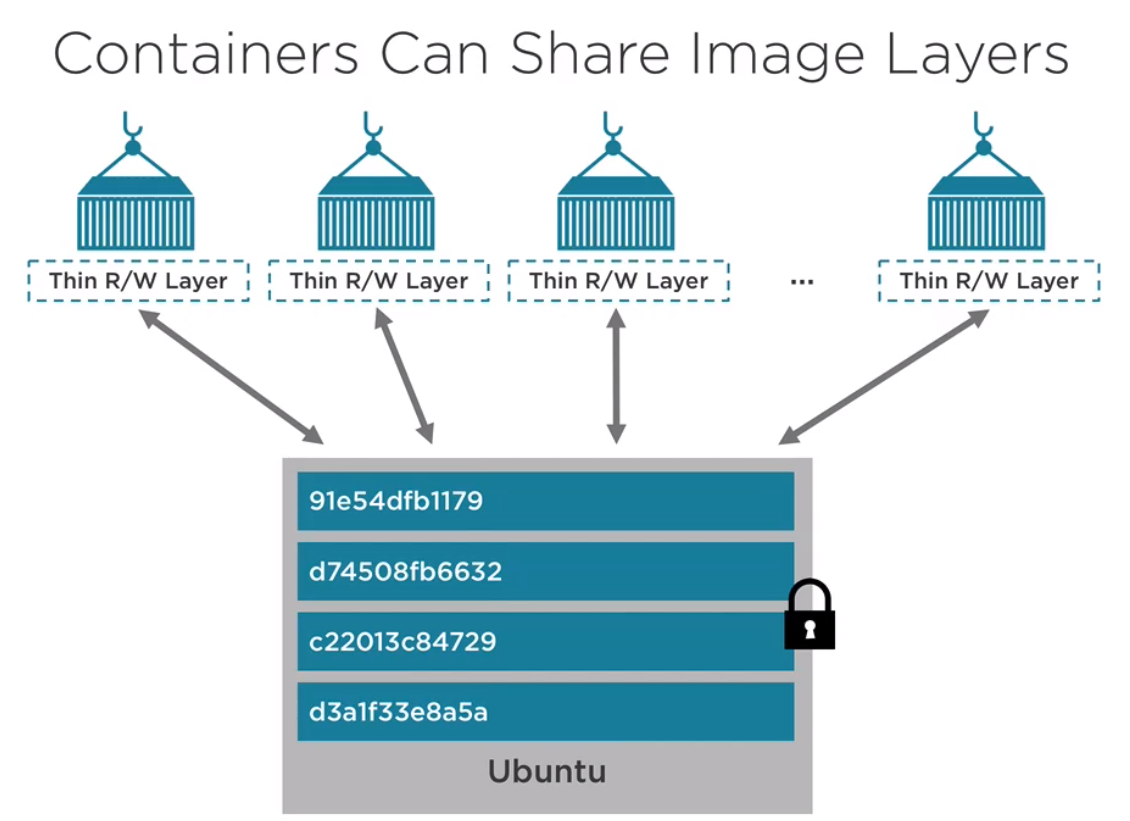 Containers Can Share Image Layers
Thin R/W Layer
Thin R/W Layer
Thin R/W Layer
...
Thin R/W Layer
91e54dfb1179
d74508fb6632
c22013c84729
d3a1f33e8a5a
Ubuntu